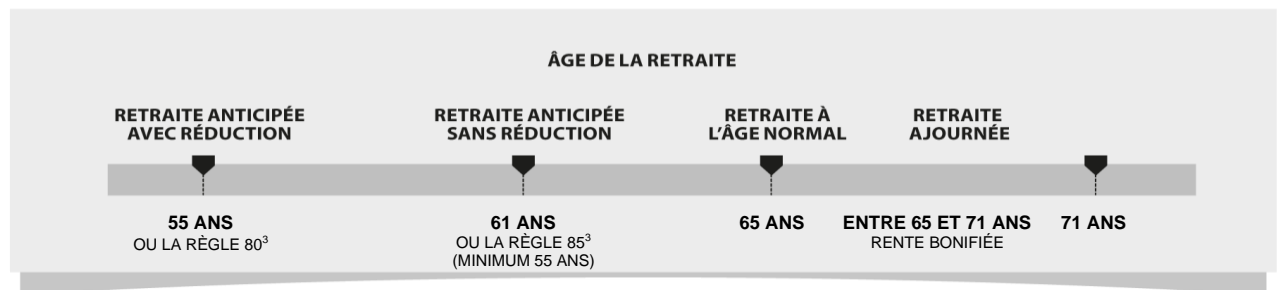 ÂGE DE LA RETRAITE
RETRAITE ANTICIPÉE
AVEC RÉDUCTION
RETRAITE ANTICIPÉE
SANS RÉDUCTION
RETRAITE À
L'ÂGE NORMAL
RETRAITE
AJOURNÉE
55 ANS
OU LA RÈGLE 80³
61 ANS
OU LA RÈGLE 85³
(MINIMUM 55 ANS)
65 ANS
ENTRE 65 ET 71 ANS
RENTE BONIFIÉE
71 ANS